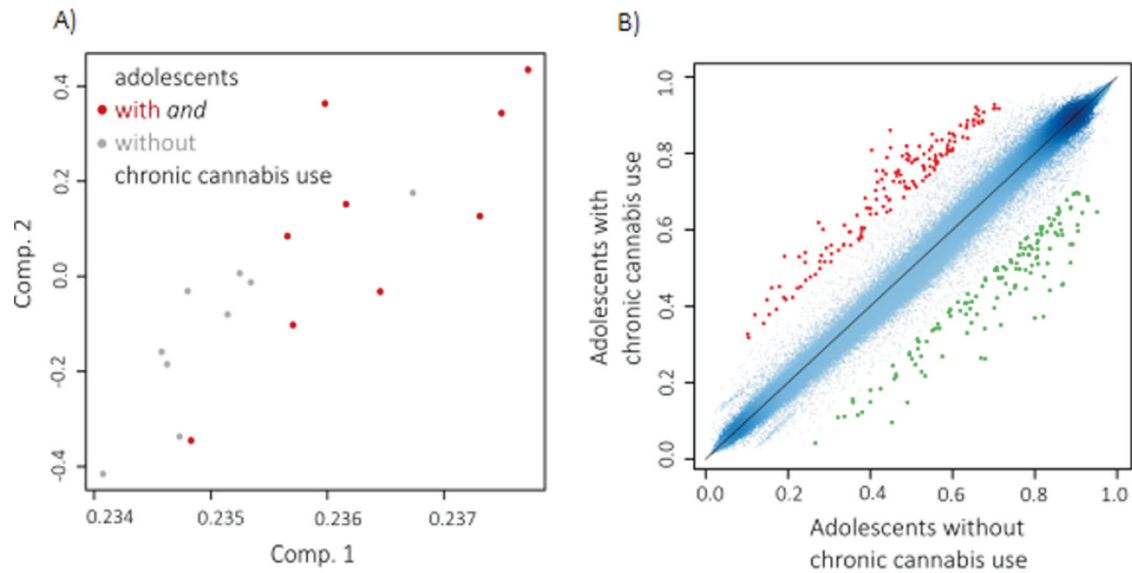 A)
adolescents
with and
without
chronic cannabis use
0.4
0.2
0.0
-0.2
-0.4
Comp. 2
0.234
0.235
0.236
0.237
Comp. 1
B)
1.0
0.8
0.6
0.4
0.2
0.0
Adolescents with
chronic cannabis use
0.0
0.2
0.4
0.6
0.8
1.0
Adolescents without
chronic cannabis use